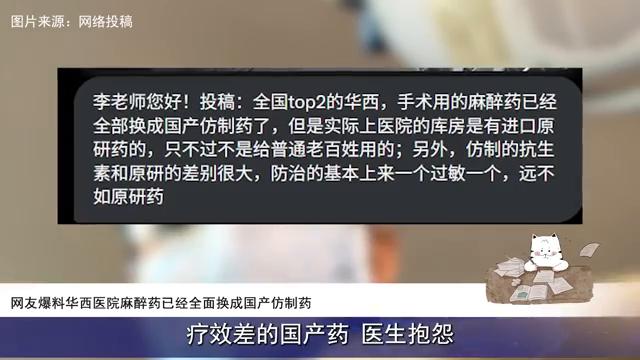 图片来源：网络投稿
李老师您好！投稿：全国top2的华西，手术用的麻醉药已经
全部换成国产仿制药了，但是实际上医院的库房是有进口原
研药的，只不过不是给普通老百姓用的；另外，仿制的抗生
素和原研的差别很大，防治的基本上来一个过敏一个，远不
如原研药
网友爆料华西医院麻醉药已经全面换成国产仿制药
疗效差的国产药 医生抱怨